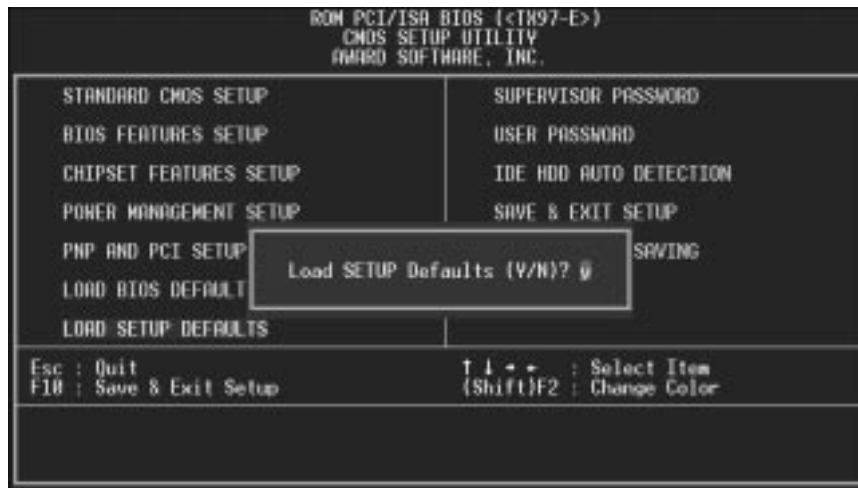 ROM PCI/ISA BIOS (<TX97-E>)
CMOS SETUP UTILITY
AWARD SOFTWARE, INC.
STANDARD CMOS SETUP
BIOS FEATURES SETUP
CHIPSET FEATURES SETUP
POWER MANAGEMENT SETUP
PNP AND PCI SETUP
LOAD BIOS DEFAULT
LOAD SETUP DEFAULTS
SUPERVISOR PASSWORD
USER PASSWORD
IDE HDD AUTO DETECTION
SAVE & EXIT SETUP
SAVING
Load SETUP Defaults (Y/N)? y
Esc : Quit
F10 : Save & Exit Setup
↑ ↓ → ← : Select Item
(Shift)F2 : Change Color